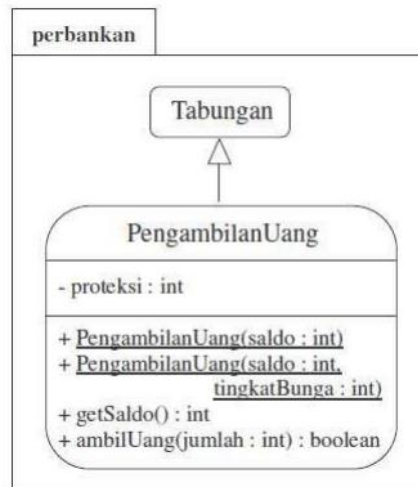 perbankan
Tabungan
PengambilanUang
- proteksi : int
+ PengambilanUang(saldo : int)
+ PengambilanUang(saldo : int,
tingkatBunga : int)
+ getSaldo() : int
+ ambilUang(jumlah : int) : boolean